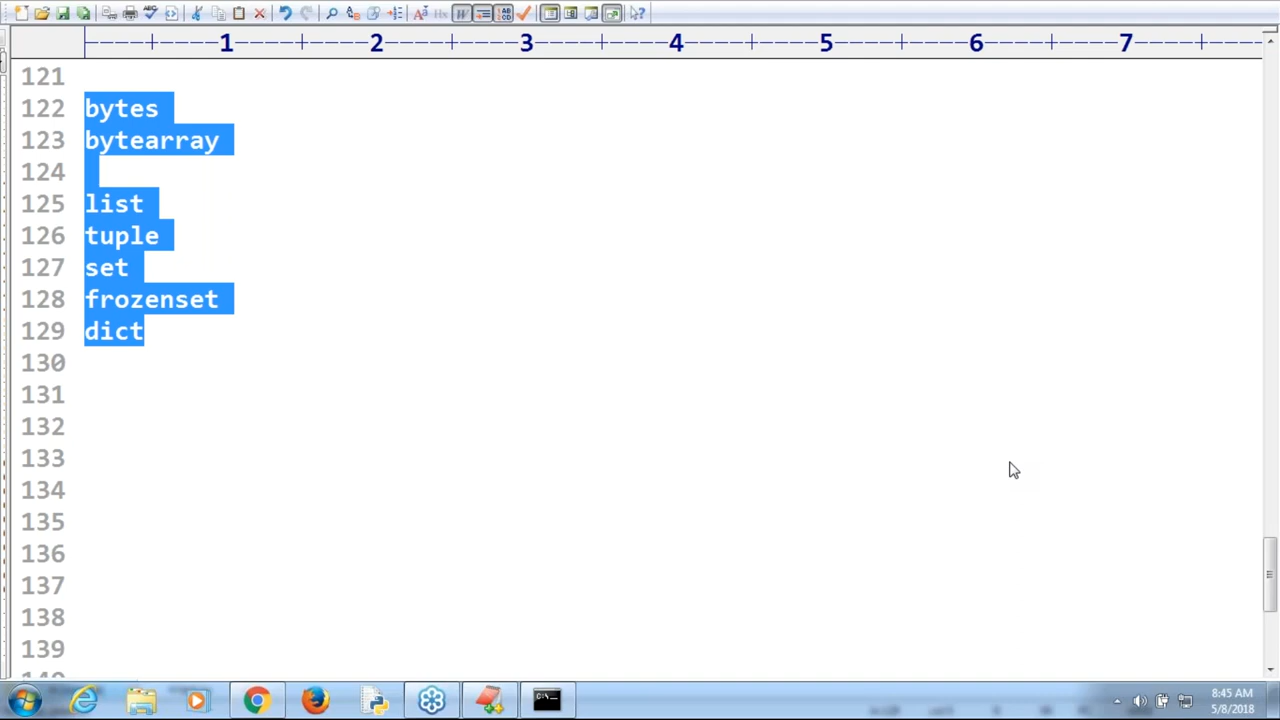 1 2 3 4 5 6 7
121
122 bytes
123 bytearray
124
125 list
126 tuple
127 set
128 frozenset
129 dict
130
131
132
133
134
135
136
137
138
139
8:45 AM
5/8/2018